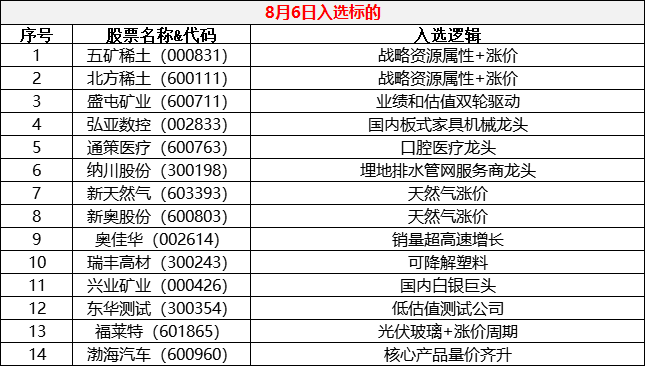 8月6日入选标的
序号 股票名称&代码 入选逻辑
1 五矿稀土（000831） 战略资源属性+涨价
2 北方稀土（600111） 战略资源属性+涨价
3 盛屯矿业（600711） 业绩和估值双轮驱动
4 弘亚数控（002833） 国内板式家具机械龙头
5 通策医疗（600763） 口腔医疗龙头
6 纳川股份（300198） 埋地排水管网服务商龙头
7 新天然气（603393） 天然气涨价
8 新奥股份（600803） 天然气涨价
9 奥佳华（002614） 销量超高速增长
10 瑞丰高材（300243） 可降解塑料
11 兴业矿业（000426） 国内白银巨头
12 东华测试（300354） 低估值测试公司
13 福莱特（601865） 光伏玻璃+涨价周期
14 渤海汽车（600960） 核心产品量价齐升